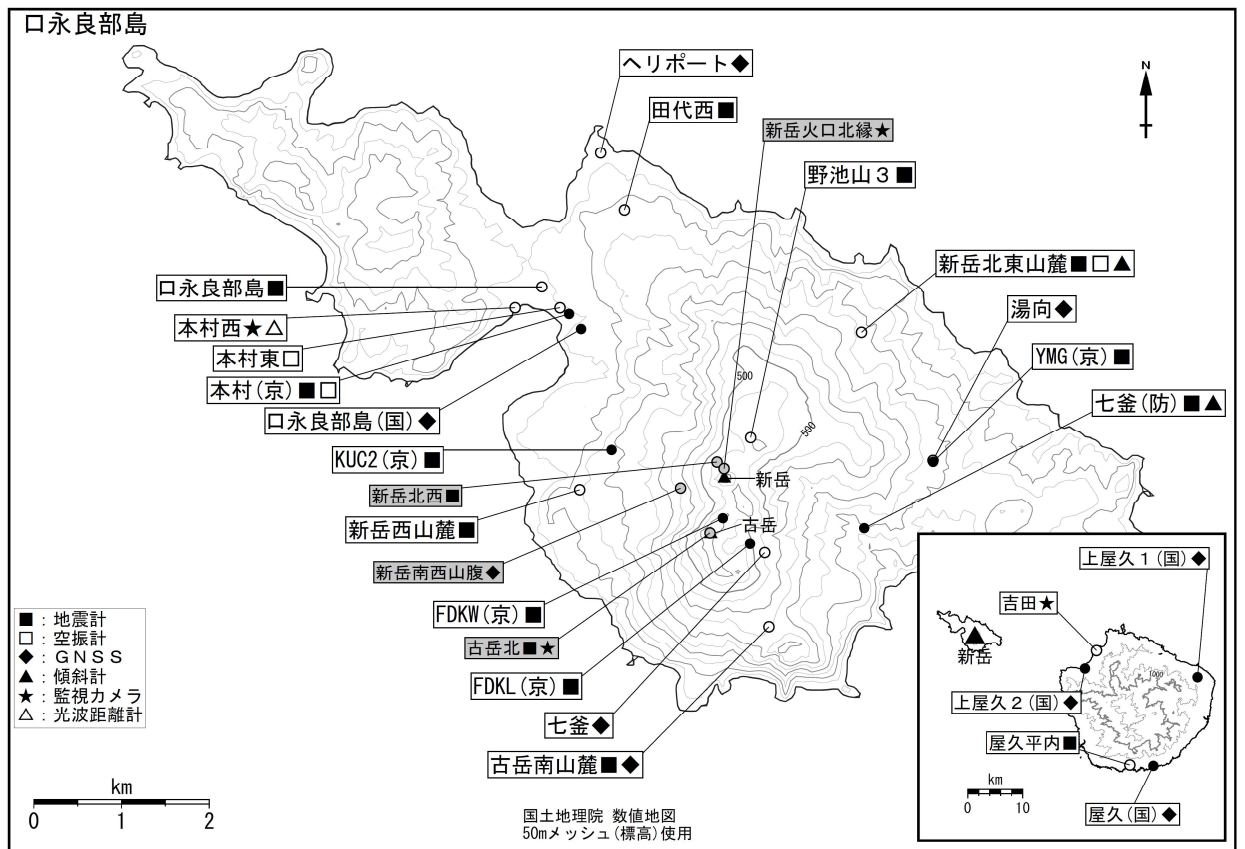 口永良部島
ヘリポート◆
田代西■
新岳火口北縁★
N
野池山３■
新岳北東山麓■□▲
湯向◆
YMG(京)■
七釜(防)■▲
口永良部島■
本村西★△
本村東□
本村(京)■□
口永良部島(国)◆
KUC2(京)■
新岳北西■
新岳西山麓■
新岳南西山腹◆
FDKW(京)■
古岳北■★
FDKL(京)■
七釜◆
古岳南山麓■◆
500
500
新岳
古岳
■：地震計
□：空振計
◆：ＧＮＳＳ
▲：傾斜計
★：監視カメラ
△：光波距離計
km
0 1 2
国土地理院 数値地図
50mメッシュ(標高)使用
上屋久１(国)◆
吉田★
新岳
1000
上屋久２(国)◆
屋久平内■
屋久(国)◆
km
0 10